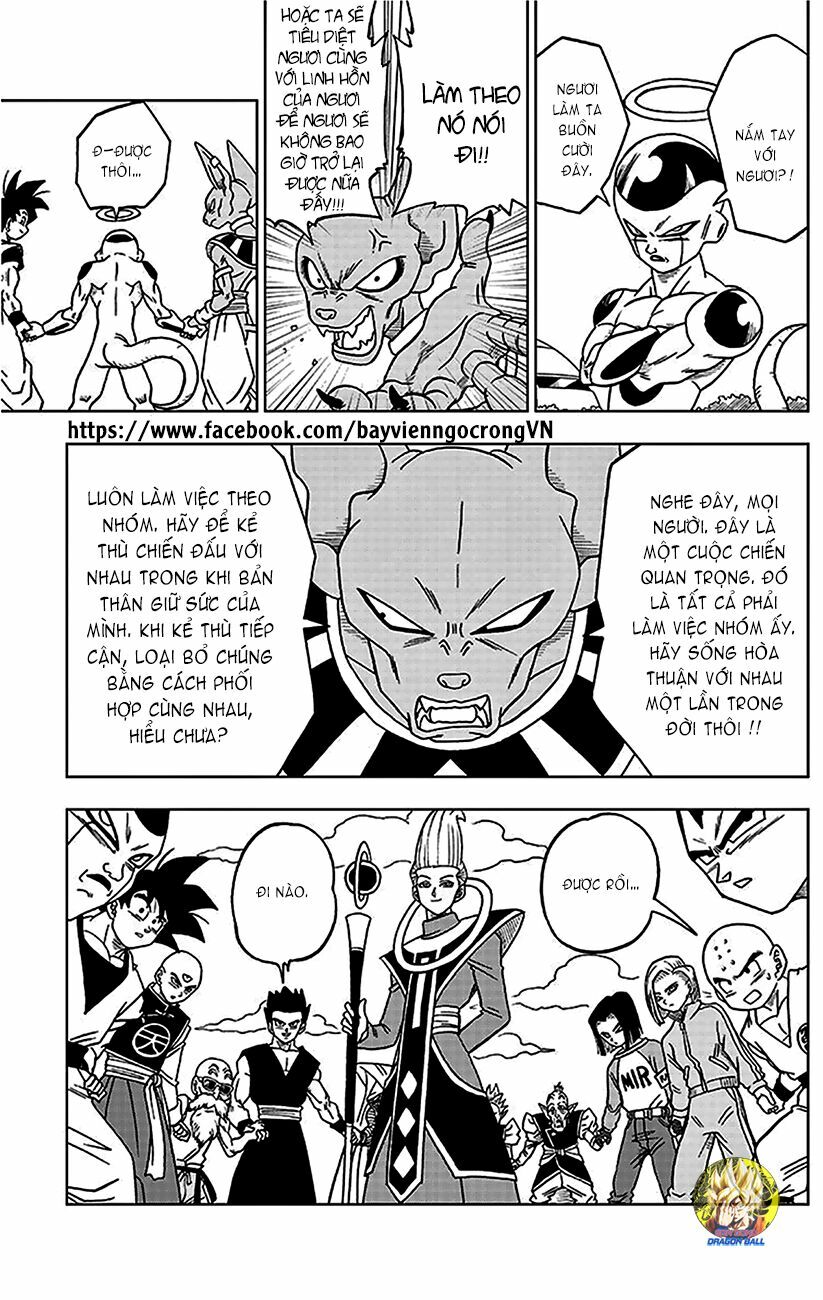 NẮM TAY
VỚI
NGƯƠI?!
NGƯƠI
LÀM TA
BUỒN
CƯỜI
ĐẤY.
LÀM THEO
NÓ NÓI
ĐI!!
HOẶC TA SẼ
TIÊU DIỆT
NGƯƠI CÙNG
VỚI LINH HỒN
CỦA NGƯƠI
ĐỂ NGƯƠI SẼ
KHÔNG BAO
GIỜ TRỞ LẠI
ĐƯỢC NỮA
ĐẤY!!!
Đ-ĐƯỢC
THÔI...
https://www.facebook.com/bayvienngocrongVN
NGHE ĐÂY, MỌI
NGƯỜI. ĐÂY LÀ
MỘT CUỘC CHIẾN
QUAN TRỌNG. ĐÓ
LÀ TẤT CẢ PHẢI
LÀM VIỆC NHÓM ẤY.
HÃY SỐNG HÒA
THUẬN VỚI NHAU
MỘT LẦN TRONG
ĐỜI THÔI !!
LUÔN LÀM VIỆC THEO
NHÓM. HÃY ĐỂ KẺ
THÙ CHIẾN ĐẤU VỚI
NHAU TRONG KHI BẢN
THÂN GIỮ SỨC CỦA
MÌNH. KHI KẺ THÙ TIẾP
CẬN, LOẠI BỎ CHÚNG
BẰNG CÁCH PHỐI
HỢP CÙNG NHAU,
HIỂU CHƯA?
ĐƯỢC RỒI...
ĐI NÀO.
天
MIR
DRAGON BALL